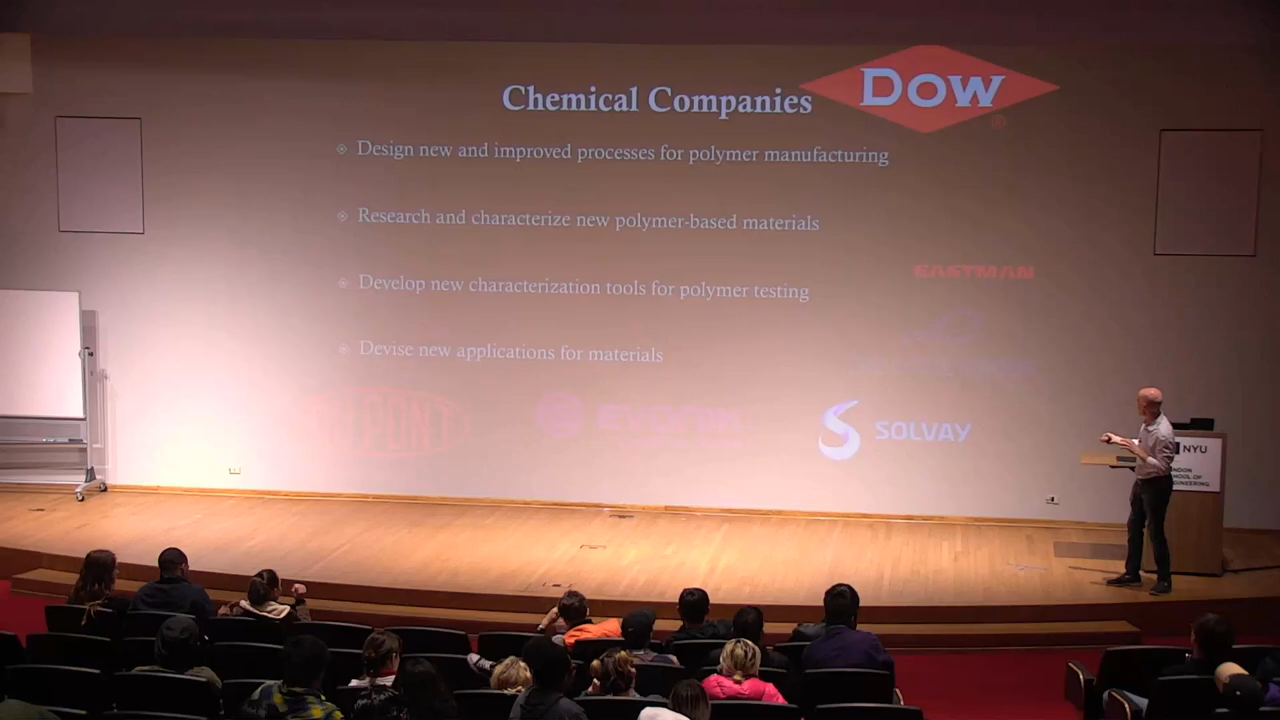 Chemical Companies
DOW
®
Design new and improved processes for polymer manufacturing
Research and characterize new polymer-based materials
EASTMAN
Develop new characterization tools for polymer testing
Devise new applications for materials
EVONIK
SOLVAY
NYU